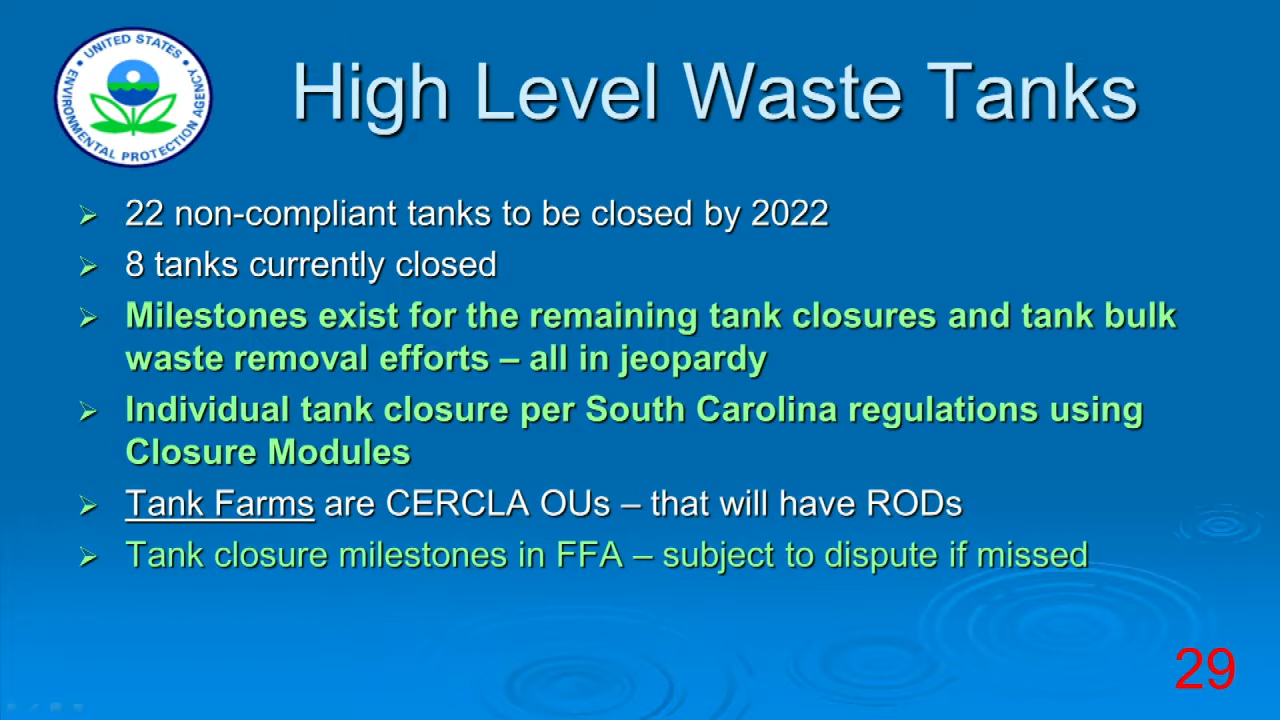 UNITED STATES
ENVIRONMENTAL PROTECTION AGENCY
High Level Waste Tanks
22 non-compliant tanks to be closed by 2022
8 tanks currently closed
Milestones exist for the remaining tank closures and tank bulk
waste removal efforts – all in jeopardy
Individual tank closure per South Carolina regulations using
Closure Modules
Tank Farms are CERCLA OUs – that will have RODs
Tank closure milestones in FFA – subject to dispute if missed
29